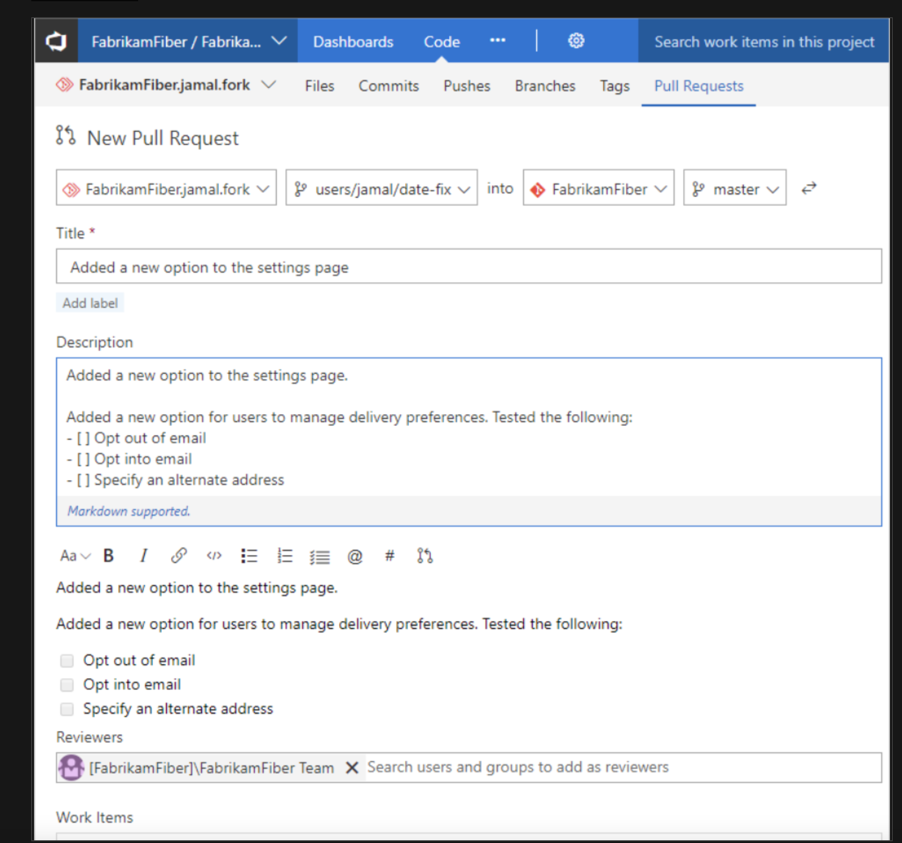 FabrikamFiber / Fabrika... Dashboards Code ... Search work items in this project
FabrikamFiber.jamal.fork Files Commits Pushes Branches Tags Pull Requests
New Pull Request
FabrikamFiber.jamal.fork users/jamal/date-fix into FabrikamFiber master
Title *
Added a new option to the settings page
Add label
Description
Added a new option to the settings page.
Added a new option for users to manage delivery preferences. Tested the following:
- [ ] Opt out of email
- [ ] Opt into email
- [ ] Specify an alternate address
Markdown supported.
Aa B I </> @ #
Added a new option to the settings page.
Added a new option for users to manage delivery preferences. Tested the following:
Opt out of email
Opt into email
Specify an alternate address
Reviewers
[FabrikamFiber]\FabrikamFiber Team Search users and groups to add as reviewers
Work Items